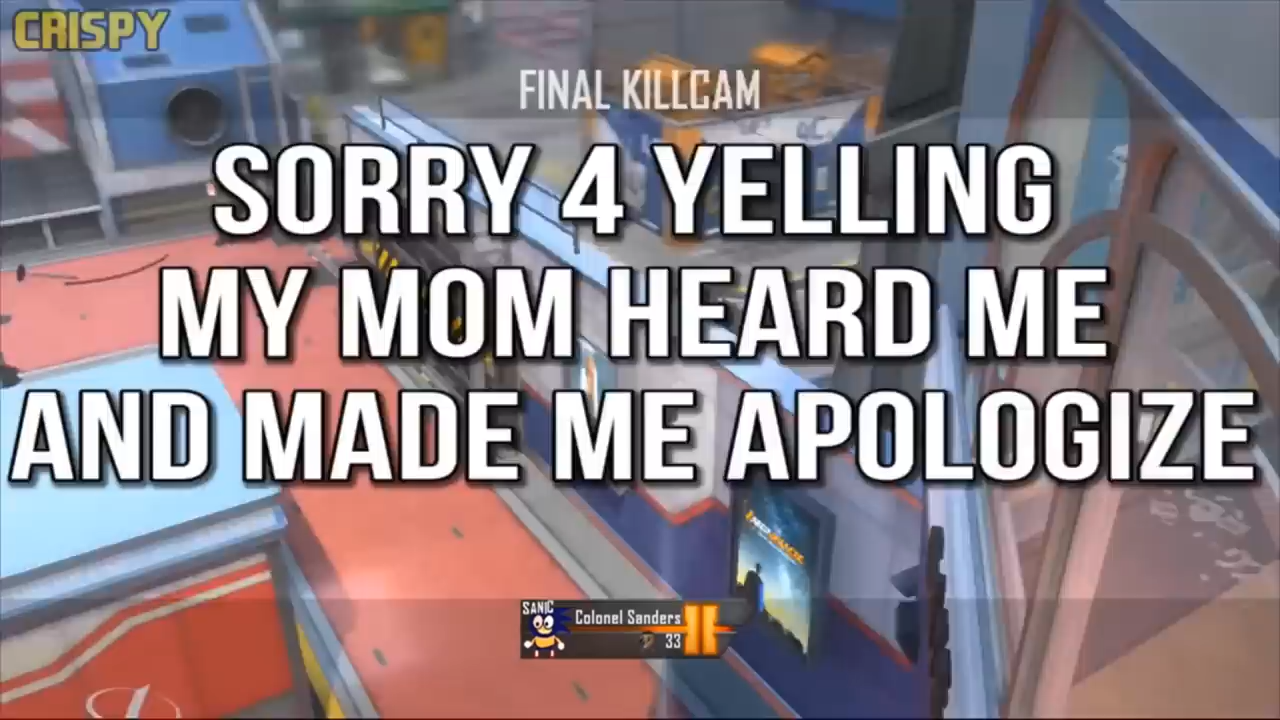 CRISPY
FINAL KILLCAM
SORRY 4 YELLING
MY MOM HEARD ME
AND MADE ME APOLOGIZE
SANIC
Colonel Sanders
33